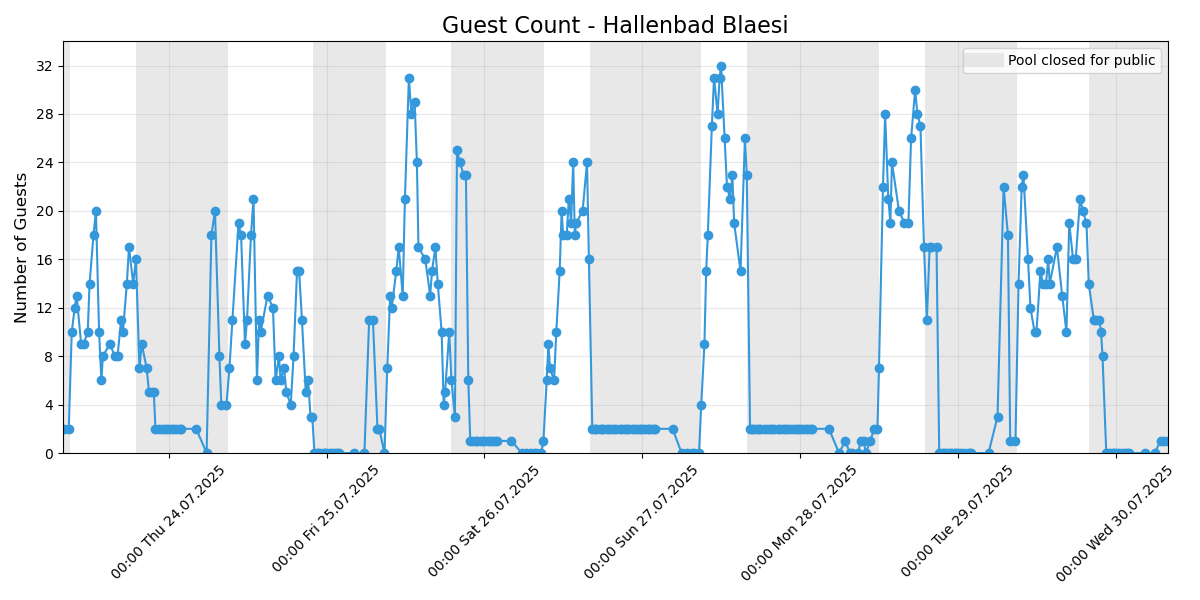 Guest Count - Hallenbad Blaesi
Pool closed for public
Number of Guests
32
28
24
20
16
12
8
4
0
00:00 Thu 24.07.2025
00:00 Fri 25.07.2025
00:00 Sat 26.07.2025
00:00 Sun 27.07.2025
00:00 Mon 28.07.2025
00:00 Tue 29.07.2025
00:00 Wed 30.07.2025